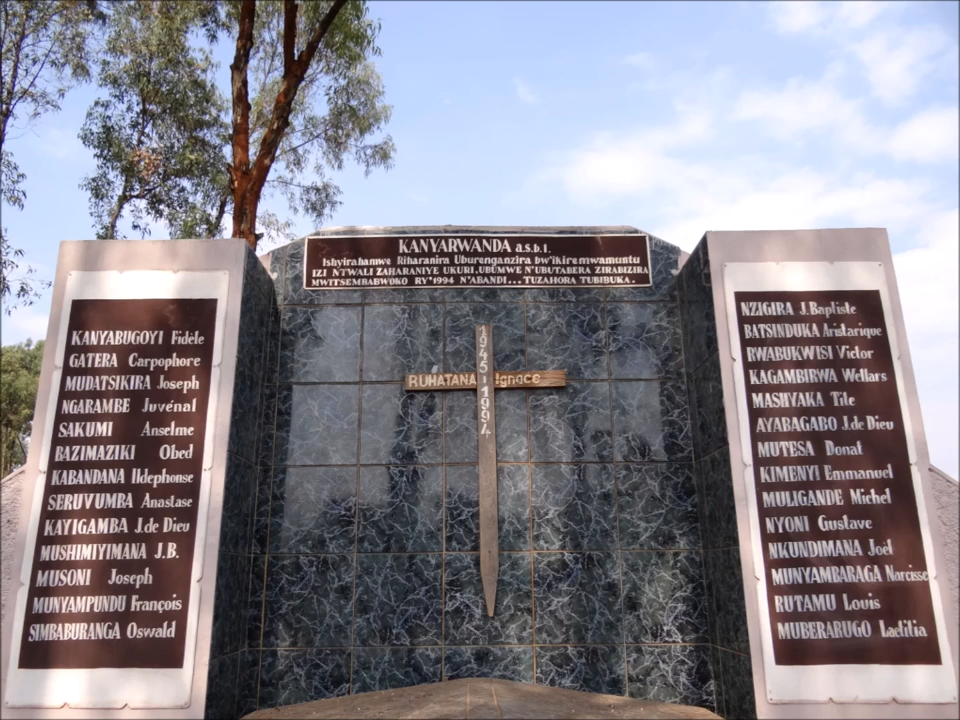 KANYARWANDA a.s.b.l.
Ishyirahamwe Riharanira Uburenganzira bw'ikiremwamuntu
IZI NTWALI ZAHARANIYE UKURI, UBUMWE N'UBUTABERA ZIRABIZIRA
MWITSEMBABWOKO RY'1994 N'ABANDI... TUZAHORA TUBIBUKA.
KANYABUGOYI Fidèle
GATERA Carpophore
MUDATSIKIRA Joseph
NGARAMBE Juvénal
SAKUMI Anselme
BAZIMAZIKI Obed
KABANDANA Ildephonse
SERUVUMBA Anastase
KAYIGAMBA J.de Dieu
MUSHIMIYIMANA J.B.
MUSONI Joseph
MUNYAMPUNDU François
SIMBABURANGA Oswald
1945-1994
RUHATANA Ignace
NZIGIRA J.Baptiste
BATSINDUKA Aristarique
RWABUKWISI Victor
KAGAMBIRWA Wellars
MASHYAKA Tite
AYABAGABO J.de Dieu
MUTESA Donat
KIMENYI Emmanuel
MULIGANDE Michel
NYONI Gustave
NKUNDIMANA Joël
MUNYAMBARAGA Narcisse
RUTAMU Louis
MUBERARUGO Laetitia